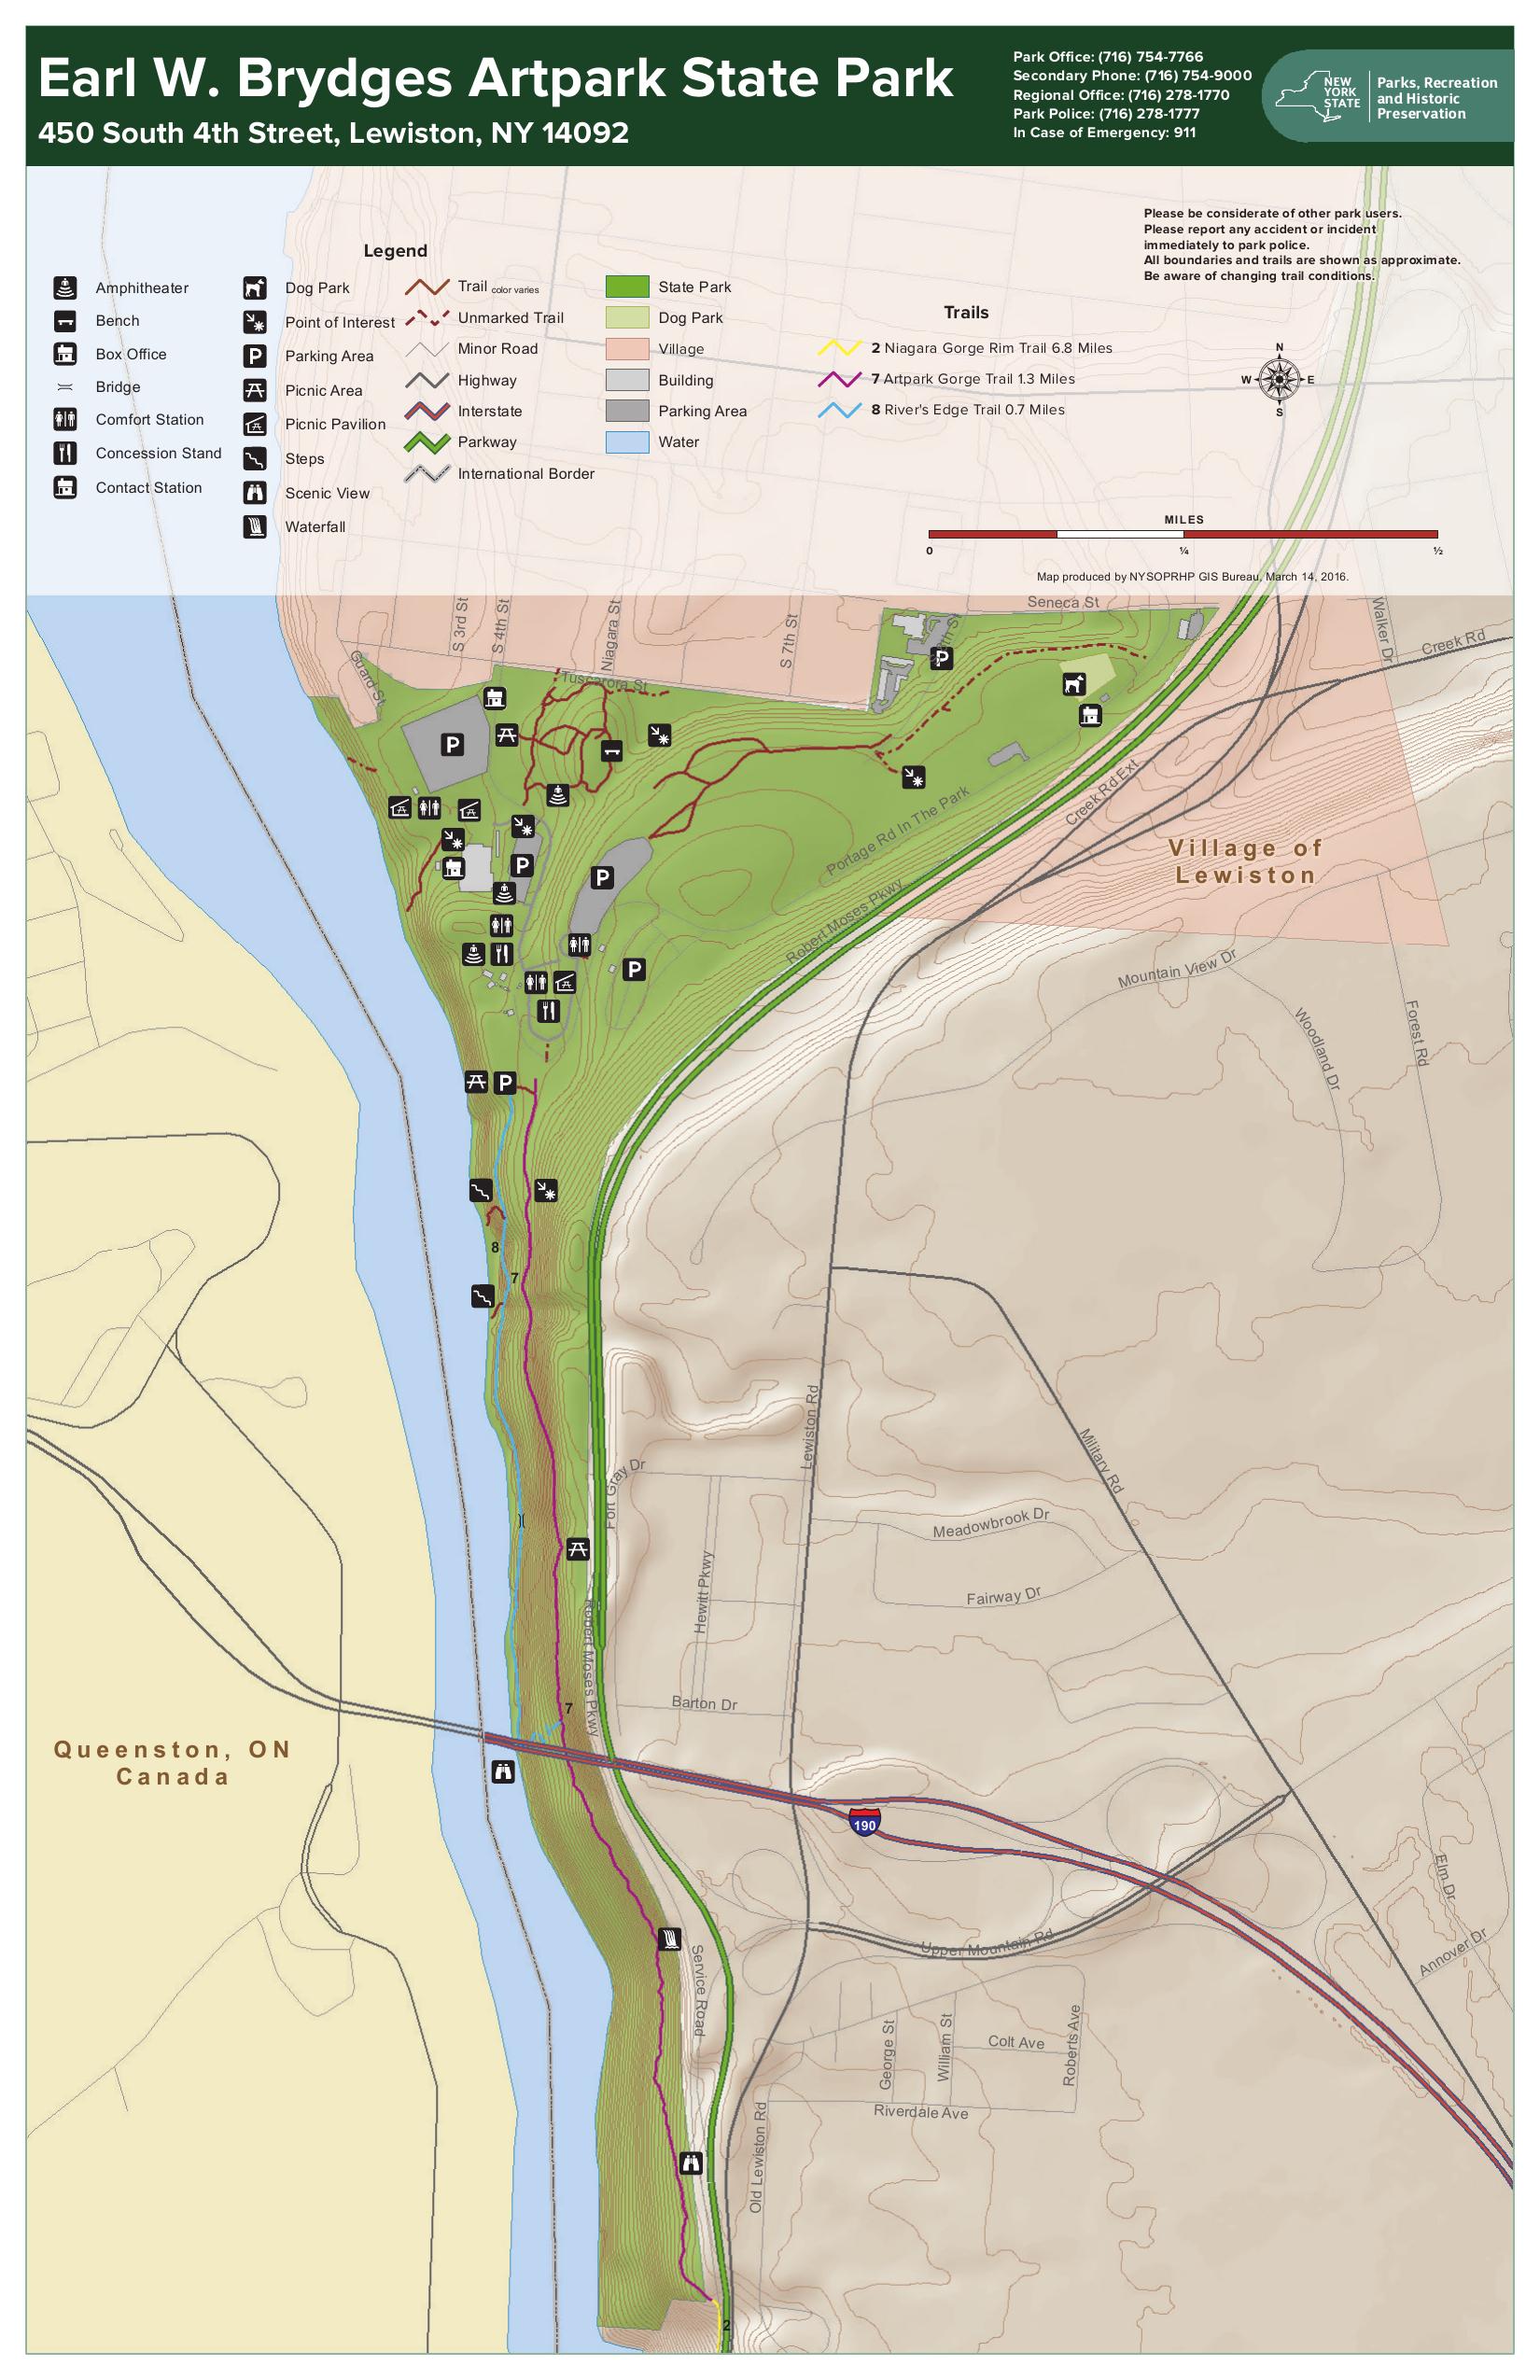 Earl W. Brydges Artpark State Park
450 South 4th Street, Lewiston, NY 14092
Park Office: (716) 754-7766
Secondary Phone: (716) 754-9000
Regional Office: (716) 278-1770
Park Police: (716) 278-1777
In Case of Emergency: 911
NEW
YORK
STATE
Parks, Recreation
and Historic
Preservation
Please be considerate of other park users.
Please report any accident or incident
immediately to park police.
All boundaries and trails are shown as approximate.
Be aware of changing trail conditions.
Legend
Amphitheater
Bench
Box Office
Bridge
Comfort Station
Concession Stand
Contact Station
Dog Park
Point of Interest
Parking Area
Picnic Area
Picnic Pavilion
Steps
Scenic View
Waterfall
Trail color varies
Unmarked Trail
Minor Road
Highway
Interstate
Parkway
International Border
State Park
Dog Park
Village
Building
Parking Area
Water
Trails
2 Niagara Gorge Rim Trail 6.8 Miles
7 Artpark Gorge Trail 1.3 Miles
8 River's Edge Trail 0.7 Miles
N
W
E
S
MILES
0
¼
½
Map produced by NYSOPRHP GIS Bureau, March 14, 2016.
S 3rd St
S 4th St
Niagara St
S 7th St
Seneca St
Walker Dr
Creek Rd
Guard St
Tuscarora St
P
P
P
P
P
P
Creek Rd Ext
Portage Rd In The Park
Robert Moses Pkwy
Village of
Lewiston
Mountain View Dr
Woodland Dr
Forest Rd
8
7
Lewiston Rd
Military Rd
Fort Gray Dr
Meadowbrook Dr
Fairway Dr
Hewitt Pkwy
Robert Moses Pkwy
Barton Dr
7
Queenston, ON
Canada
190
Elm Dr
Annover Dr
Upper Mountain Rd
Service Road
George St
William St
Colt Ave
Roberts Ave
Riverdale Ave
Old Lewiston Rd
2